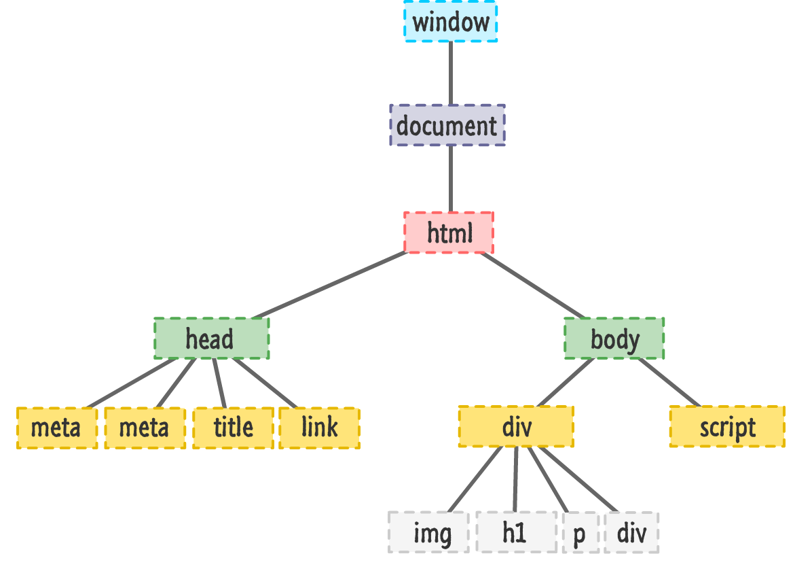 window
document
html
head body
meta meta title link div script
img h1 p div